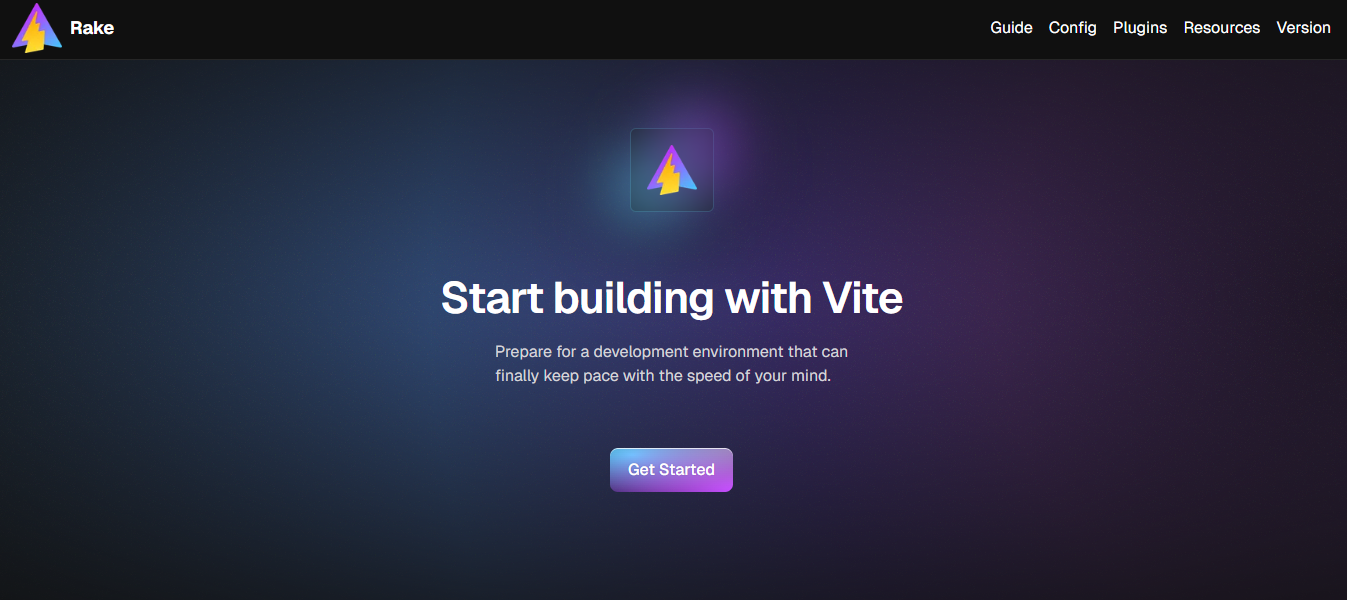 Rake
Guide Config Plugins Resources Version
Start building with Vite
Prepare for a development environment that can
finally keep pace with the speed of your mind.
Get Started